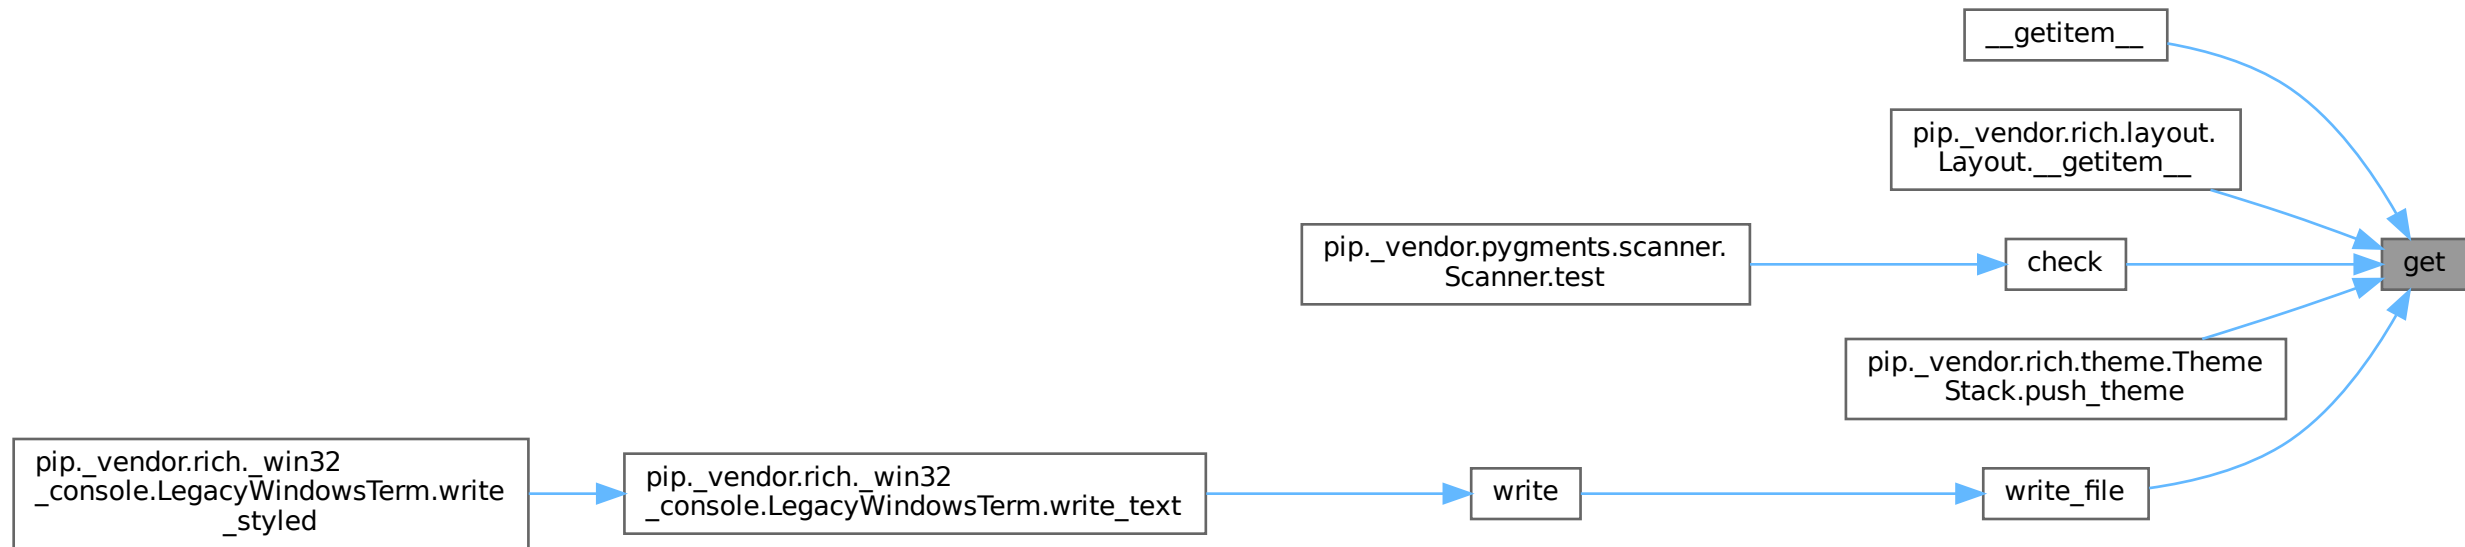 __getitem__
pip._vendor.rich.layout.
Layout.__getitem__
pip._vendor.pygments.scanner.
Scanner.test
check
get
pip._vendor.rich.theme.Theme
Stack.push_theme
pip._vendor.rich._win32
_console.LegacyWindowsTerm.write
_styled
pip._vendor.rich._win32
_console.LegacyWindowsTerm.write_text
write
write_file